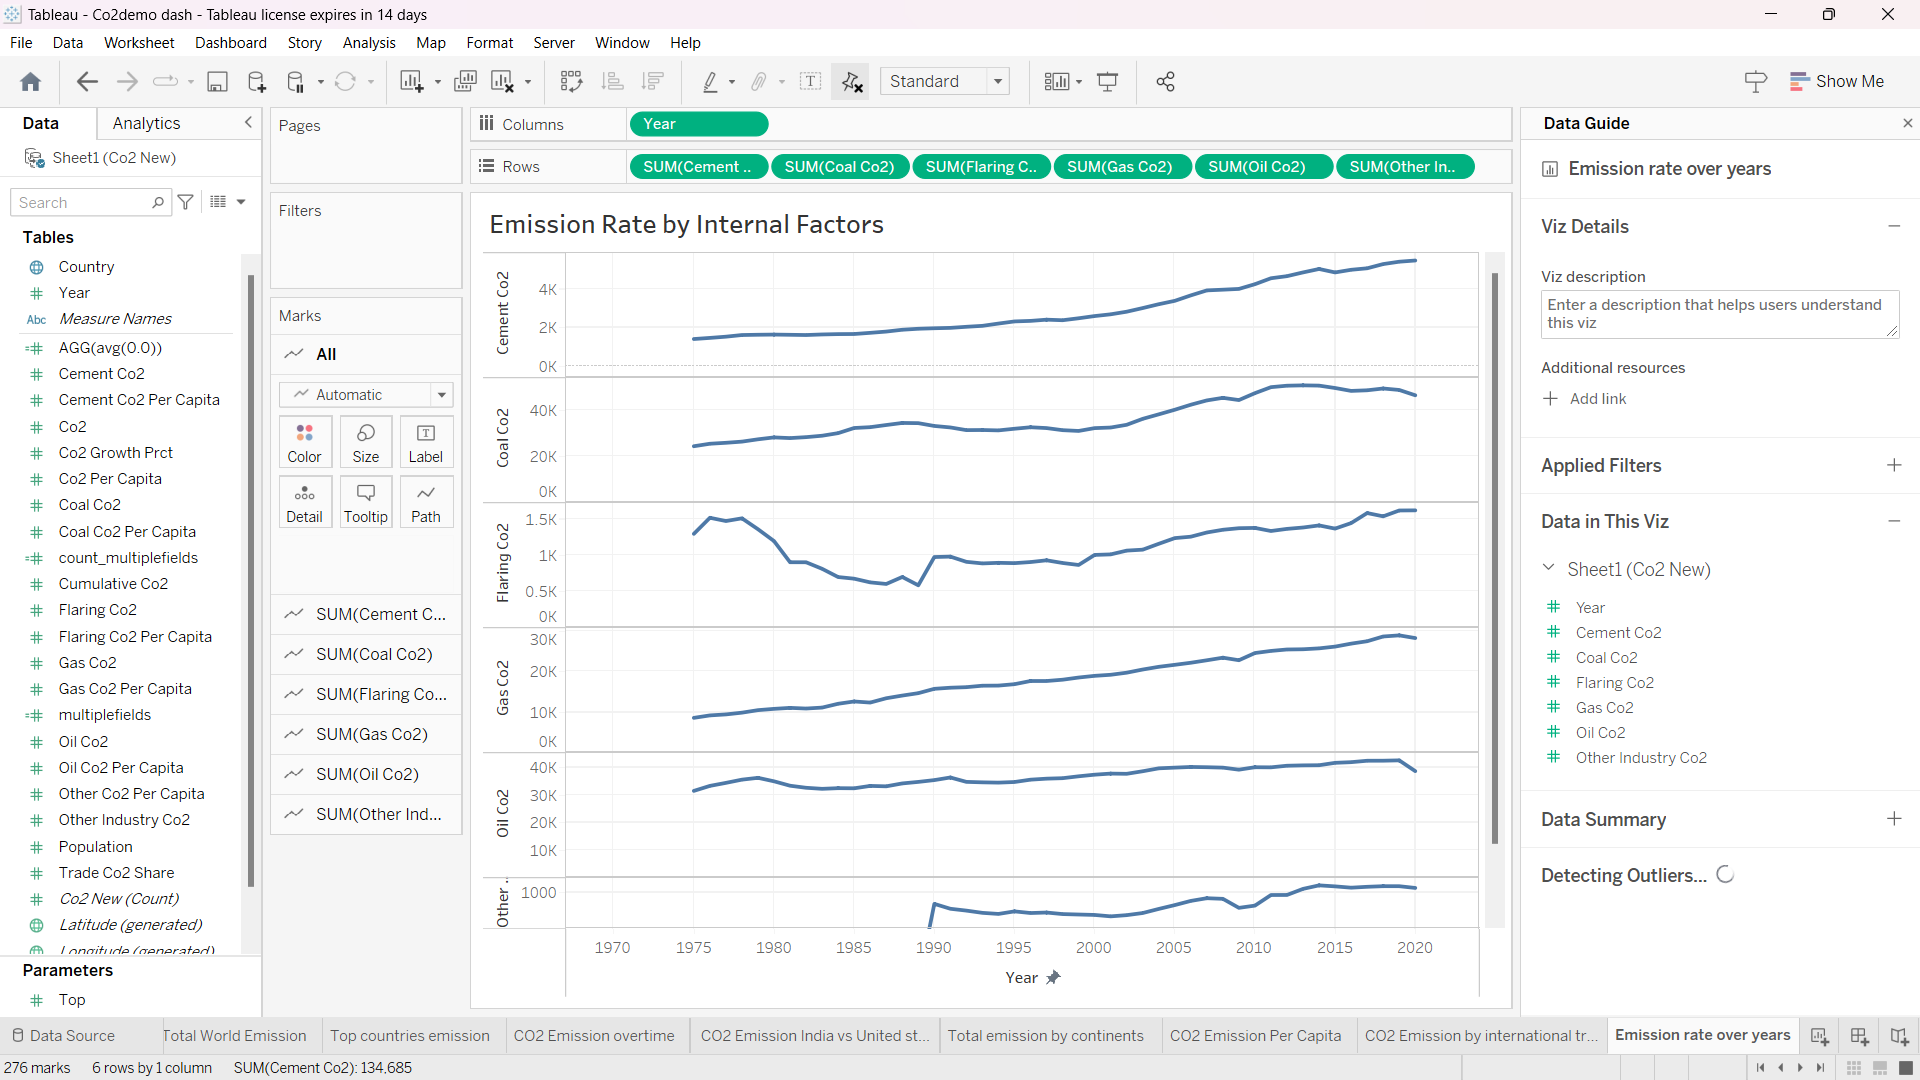 Tableau - Co2demo dash - Tableau license expires in 14 days
File Data Worksheet Dashboard Story Analysis Map Format Server Window Help
Standard
Show Me
Data Analytics
Sheet1 (Co2 New)
Search
Tables
Country
Year
Abc Measure Names
AGG(avg(0.0))
Cement Co2
Cement Co2 Per Capita
Co2
Co2 Growth Prct
Co2 Per Capita
Coal Co2
Coal Co2 Per Capita
count_multiplefields
Cumulative Co2
Flaring Co2
Flaring Co2 Per Capita
Gas Co2
Gas Co2 Per Capita
multiplefields
Oil Co2
Oil Co2 Per Capita
Other Co2 Per Capita
Other Industry Co2
Population
Trade Co2 Share
Co2 New (Count)
Latitude (generated)
Longitude (generated)
Parameters
Top
Pages
Filters
Marks
All
Automatic
Color Size Label
Detail Tooltip Path
SUM(Cement C...
SUM(Coal Co2)
SUM(Flaring Co...
SUM(Gas Co2)
SUM(Oil Co2)
SUM(Other Ind...
Columns Year
Rows SUM(Cement .. SUM(Coal Co2) SUM(Flaring C.. SUM(Gas Co2) SUM(Oil Co2) SUM(Other In..
Emission Rate by Internal Factors
Cement Co2
4K
2K
0K
Coal Co2
40K
20K
0K
Flaring Co2
1.5K
1K
0.5K
0K
Gas Co2
30K
20K
10K
0K
Oil Co2
40K
30K
20K
10K
Other ..
1000
1970 1975 1980 1985 1990 1995 2000 2005 2010 2015 2020
Year
Data Guide
Emission rate over years
Viz Details
Viz description
Enter a description that helps users understand
this viz
Additional resources
Add link
Applied Filters
Data in This Viz
Sheet1 (Co2 New)
Year
Cement Co2
Coal Co2
Flaring Co2
Gas Co2
Oil Co2
Other Industry Co2
Data Summary
Detecting Outliers...
Data Source Total World Emission Top countries emission CO2 Emission overtime CO2 Emission India vs United st... Total emission by continents CO2 Emission Per Capita CO2 Emission by international tr... Emission rate over years
276 marks 6 rows by 1 column SUM(Cement Co2): 134,685